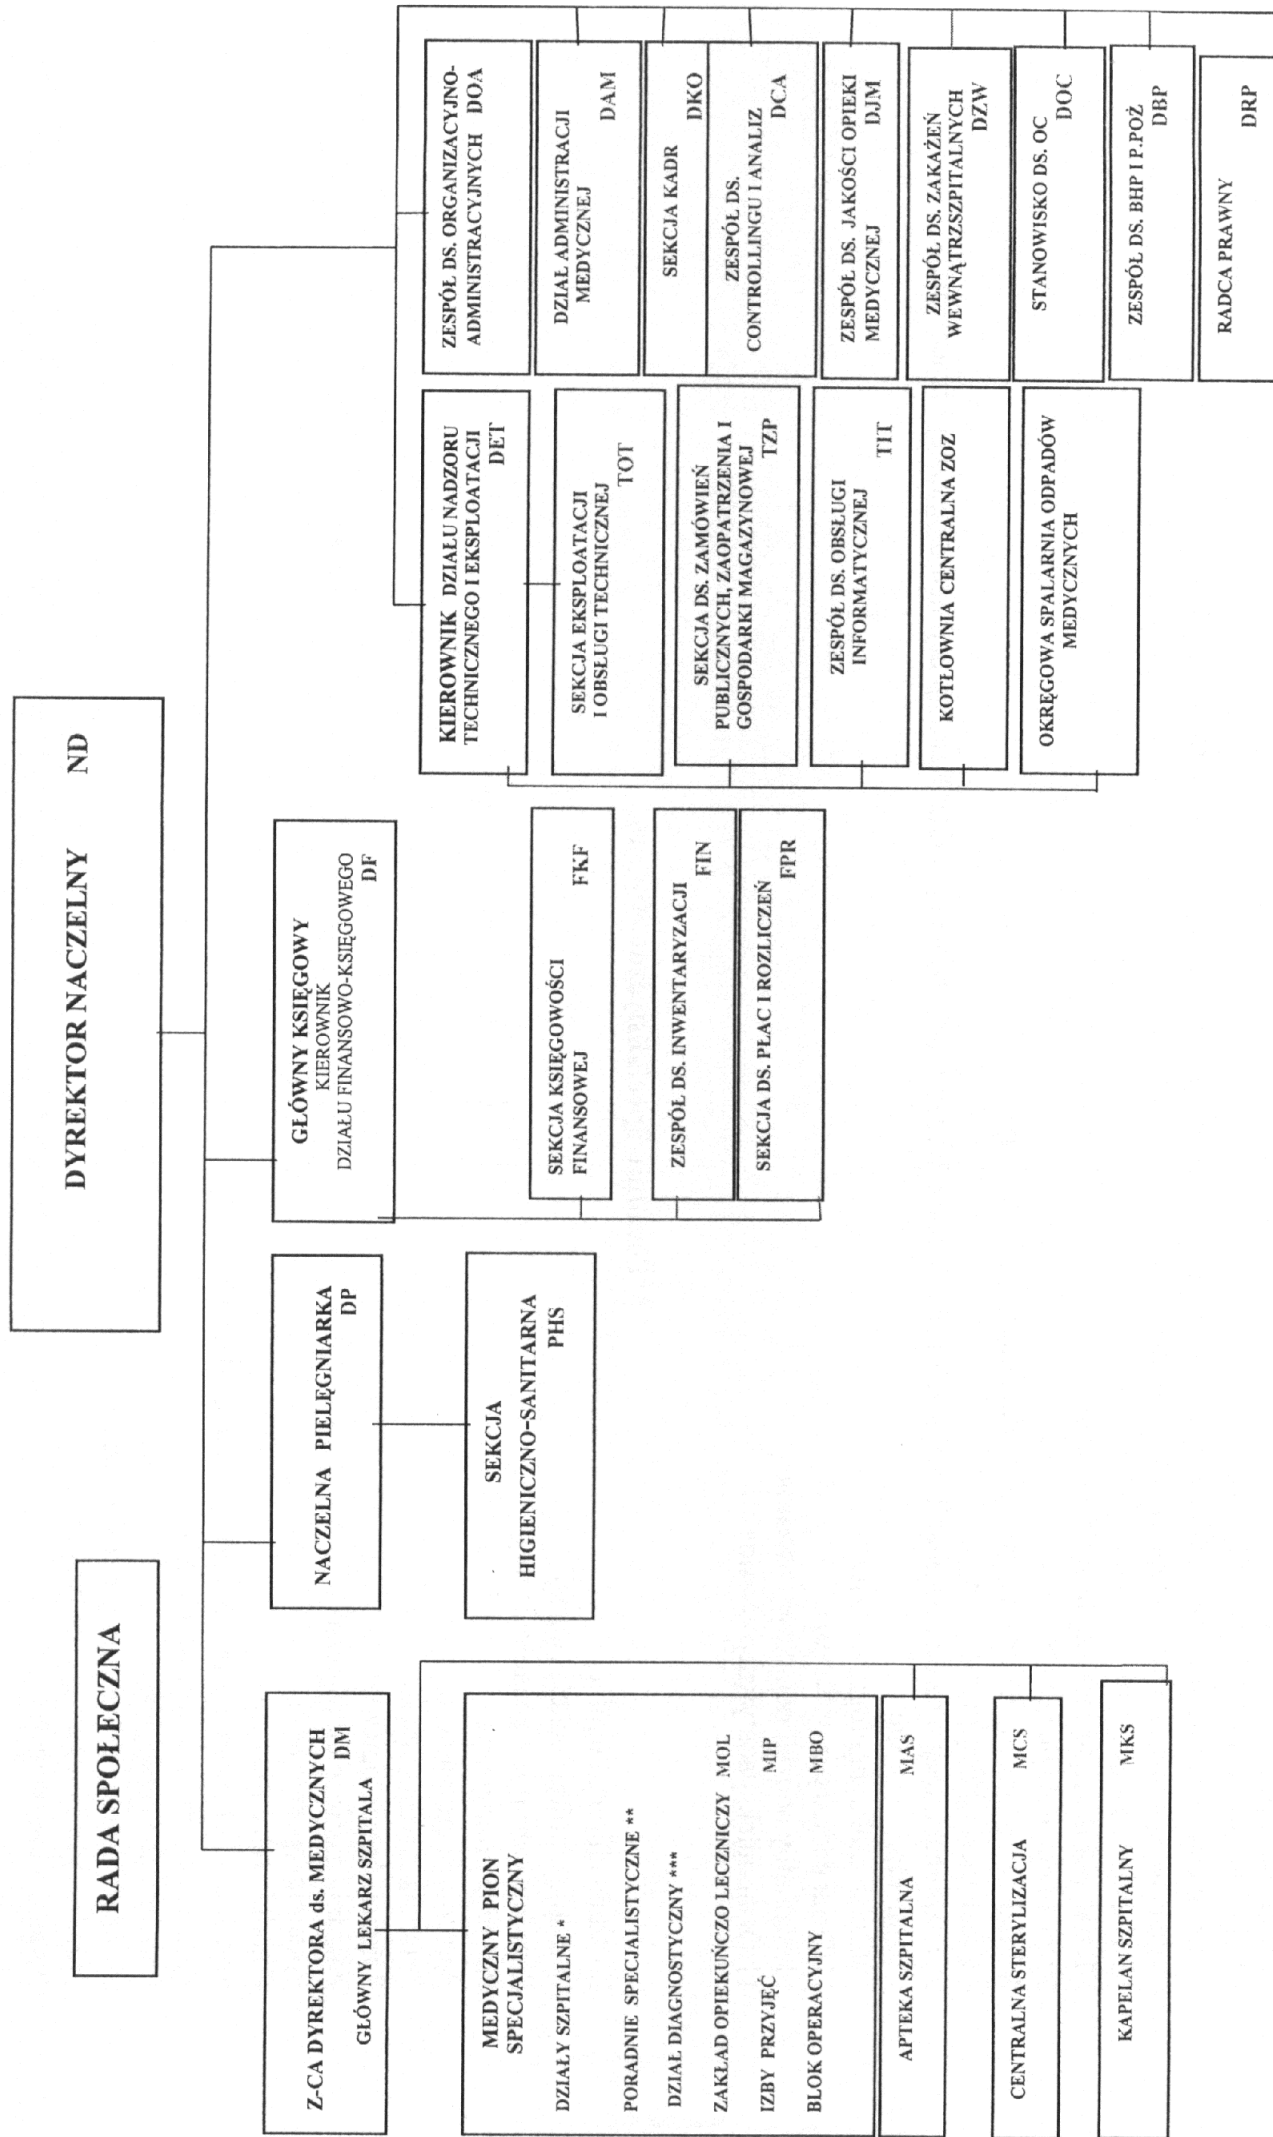 RADA SPOŁECZNA
DYREKTOR NACZELNY ND
Z-CA DYREKTORA ds. MEDYCZNYCH
DM
GŁÓWNY LEKARZ SZPITALA
MEDYCZNY PION
SPECJALISTYCZNY
DZIAŁY SZPITALNE *
PORADNIE SPECJALISTYCZNE **
DZIAŁ DIAGNOSTYCZNY ***
ZAKŁAD OPIEKUŃCZO LECZNICZY MOL
IZBY PRZYJĘĆ MIP
BLOK OPERACYJNY MBO
APTEKA SZPITALNA MAS
CENTRALNA STERYLIZACJA MCS
KAPELAN SZPITALNY MKS
NACZELNA PIELĘGNIARKA
DP
SEKCJA
HIGIENICZNO-SANITARNA
PHS
GŁÓWNY KSIĘGOWY
KIEROWNIK
DZIAŁU FINANSOWO-KSIĘGOWEGO
DF
SEKCJA KSIĘGOWOŚCI
FINANSOWEJ FKF
ZESPÓŁ DS. INWENTARYZACJI
FIN
SEKCJA DS. PŁAC I ROZLICZEŃ
FPR
KIEROWNIK DZIAŁU NADZORU
TECHNICZNEGO I EKSPLOATACJI
DET
SEKCJA EKSPLOATACJI
I OBSŁUGI TECHNICZNEJ
TOT
SEKCJA DS. ZAMÓWIEŃ
PUBLICZNYCH, ZAOPATRZENIA I
GOSPODARKI MAGAZYNOWEJ
TZP
ZESPÓŁ DS. OBSŁUGI
INFORMATYCZNEJ
TIT
KOTŁOWNIA CENTRALNA ZOZ
OKRĘGOWA SPALARNIA ODPADÓW
MEDYCZNYCH
ZESPÓŁ DS. ORGANIZACYJNO-
ADMINISTRACYJNYCH DOA
DZIAŁ ADMINISTRACJI
MEDYCZNEJ
DAM
SEKCJA KADR
DKO
ZESPÓŁ DS.
CONTROLLINGU I ANALIZ
DCA
ZESPÓŁ DS. JAKOŚCI OPIEKI
MEDYCZNEJ DJM
ZESPÓŁ DS. ZAKAŻEŃ
WEWNĄTRZSZPITALNYCH
DZW
STANOWISKO DS. OC
DOC
ZESPÓŁ DS. BHP I P.POŻ
DBP
RADCA PRAWNY
DRP